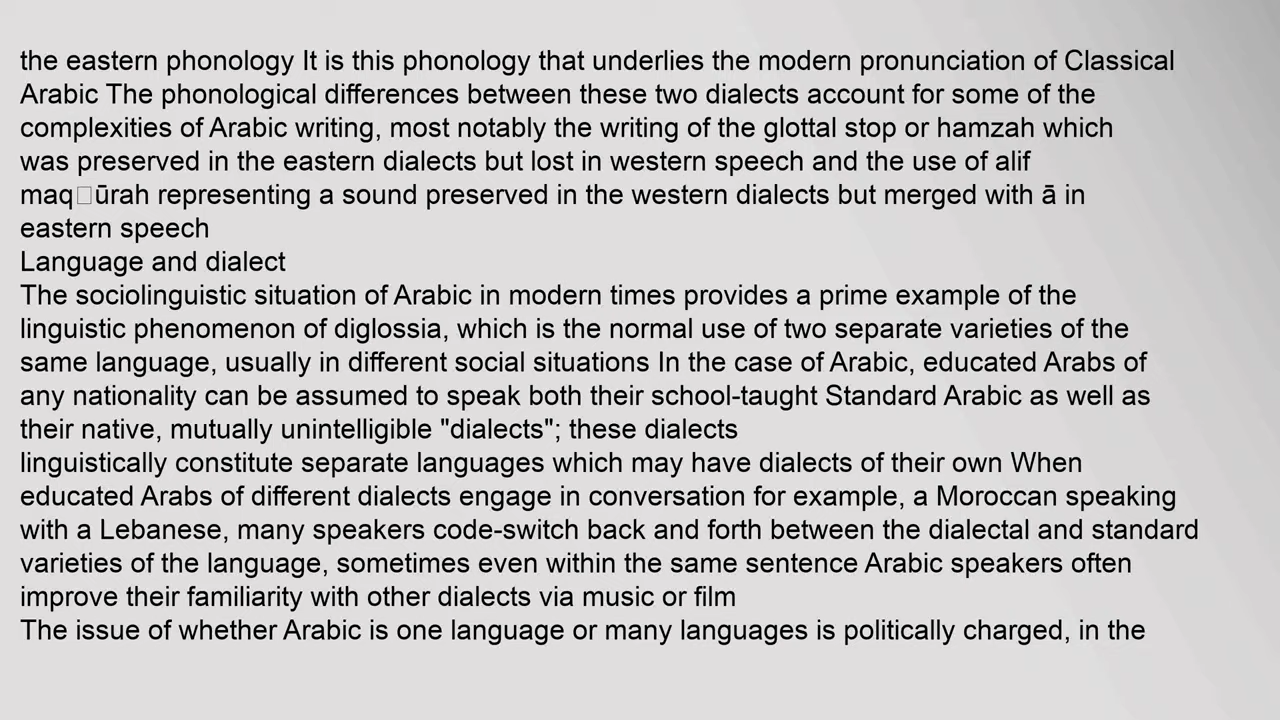 the eastern phonology It is this phonology that underlies the modern pronunciation of Classical
Arabic The phonological differences between these two dialects account for some of the
complexities of Arabic writing, most notably the writing of the glottal stop or hamzah which
was preserved in the eastern dialects but lost in western speech and the use of alif
maq□ūrah representing a sound preserved in the western dialects but merged with ā in
eastern speech
Language and dialect
The sociolinguistic situation of Arabic in modern times provides a prime example of the
linguistic phenomenon of diglossia, which is the normal use of two separate varieties of the
same language, usually in different social situations In the case of Arabic, educated Arabs of
any nationality can be assumed to speak both their school-taught Standard Arabic as well as
their native, mutually unintelligible "dialects"; these dialects
linguistically constitute separate languages which may have dialects of their own When
educated Arabs of different dialects engage in conversation for example, a Moroccan speaking
with a Lebanese, many speakers code-switch back and forth between the dialectal and standard
varieties of the language, sometimes even within the same sentence Arabic speakers often
improve their familiarity with other dialects via music or film
The issue of whether Arabic is one language or many languages is politically charged, in the